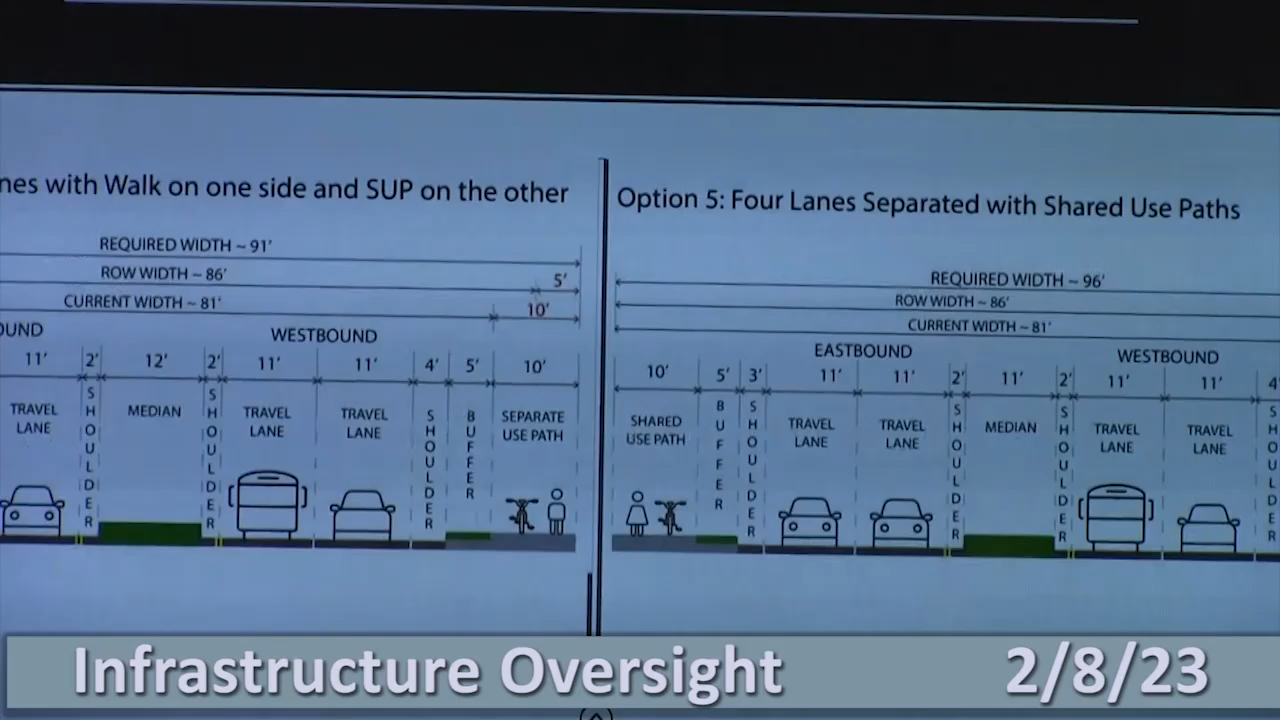 nes with Walk on one side and SUP on the other
REQUIRED WIDTH ~ 91'
ROW WIDTH ~ 86'
5'
CURRENT WIDTH ~ 81'
10'
OUND
WESTBOUND
11' 2' 12' 2' 11' 11' 4' 5' 10'
TRAVEL LANE
SHOULDER
MEDIAN
SHOULDER
TRAVEL LANE
TRAVEL LANE
SHOULDER
BUFFER
SEPARATE USE PATH
Option 5: Four Lanes Separated with Shared Use Paths
REQUIRED WIDTH ~ 96'
ROW WIDTH ~ 86'
CURRENT WIDTH ~ 81'
EASTBOUND
WESTBOUND
10' 5' 3' 11' 11' 2' 11' 2' 11' 11' 4'
SHARED USE PATH
BUFFER
SHOULDER
TRAVEL LANE
TRAVEL LANE
SHOULDER
MEDIAN
SHOULDER
TRAVEL LANE
TRAVEL LANE
SHOULDER
Infrastructure Oversight 2/8/23